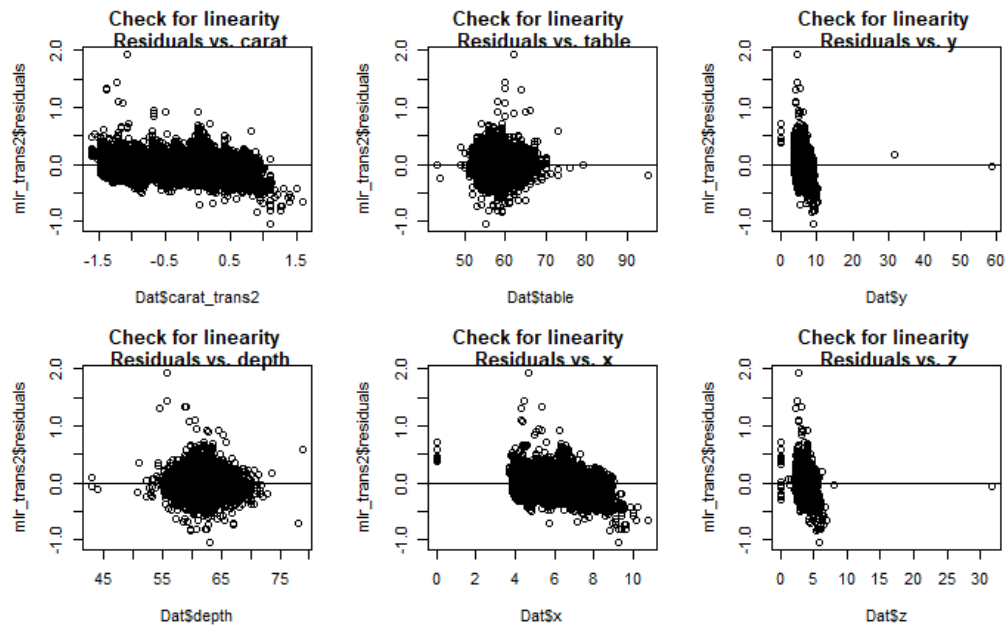 Check for linearity
Residuals vs. carat
mlr_trans2$residuals
2.0
1.0
0.0
-1.0
-1.5
-0.5
0.5
1.5
Dat$carat_trans2
Check for linearity
Residuals vs. table
mlr_trans2$residuals
2.0
1.0
0.0
-1.0
50
60
70
80
90
Dat$table
Check for linearity
Residuals vs. y
mlr_trans2$residuals
2.0
1.0
0.0
-1.0
0
10
20
30
40
50
60
Dat$y
Check for linearity
Residuals vs. depth
mlr_trans2$residuals
2.0
1.0
0.0
-1.0
45
55
65
75
Dat$depth
Check for linearity
Residuals vs. x
mlr_trans2$residuals
2.0
1.0
0.0
-1.0
0
2
4
6
8
10
Dat$x
Check for linearity
Residuals vs. z
mlr_trans2$residuals
2.0
1.0
0.0
-1.0
0
5
10
15
20
25
30
Dat$z